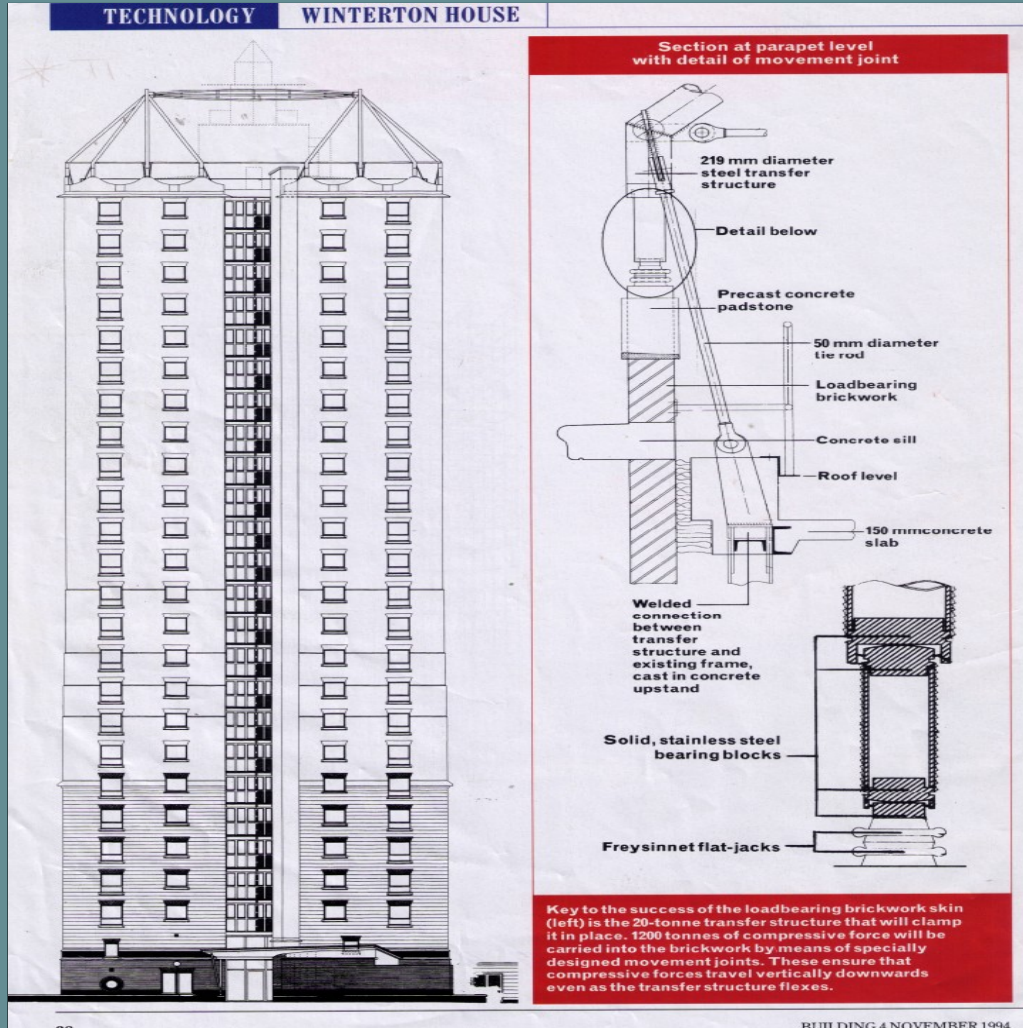 TECHNOLOGY
WINTERTON HOUSE
Section at parapet level
with detail of movement joint
219 mm diameter
steel transfer
structure
Detail below
Precast concrete
padstone
50 mm diameter
tie rod
Loadbearing
brickwork
Concrete sill
Roof level
150 mmconcrete
slab
Welded
connection
between
transfer
structure and
existing frame,
cast in concrete
upstand
Solid, stainless steel
bearing blocks
Freysinnet flat-jacks
Key to the success of the loadbearing brickwork skin
(left) is the 20-tonne transfer structure that will clamp
it in place. 1200 tonnes of compressive force will be
carried into the brickwork by means of specially
designed movement joints. These ensure that
compressive forces travel vertically downwards
even as the transfer structure flexes.
BUILDING 4 NOVEMBER 1994